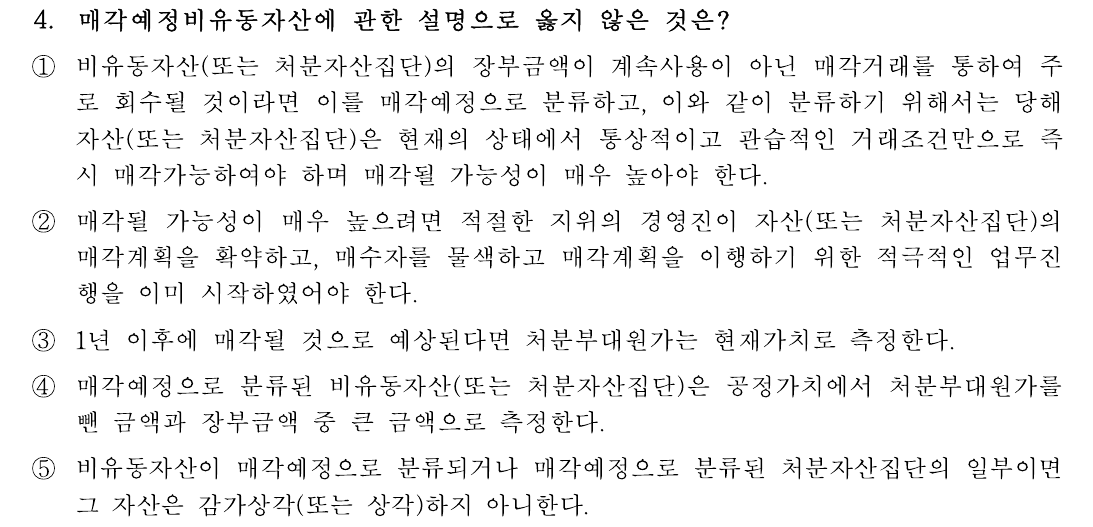 4. 매각예정비유동자산에 관한 설명으로 옳지 않은 것은?
① 비유동자산(또는 처분자산집단)의 장부금액이 계속사용이 아닌 매각거래를 통하여 주
로 회수될 것이라면 이를 매각예정으로 분류하고, 이와 같이 분류하기 위해서는 당해
자산(또는 처분자산집단)은 현재의 상태에서 통상적이고 관습적인 거래조건만으로 즉
시 매각가능하여야 하며 매각될 가능성이 매우 높아야 한다.
② 매각될 가능성이 매우 높으려면 적절한 지위의 경영진이 자산(또는 처분자산집단)의
매각계획을 확약하고, 매수자를 물색하고 매각계획을 이행하기 위한 적극적인 업무진
행을 이미 시작하였어야 한다.
③ 1년 이후에 매각될 것으로 예상된다면 처분부대원가는 현재가치로 측정한다.
④ 매각예정으로 분류된 비유동자산(또는 처분자산집단)은 공정가치에서 처분부대원가를
뺀 금액과 장부금액 중 큰 금액으로 측정한다.
⑤ 비유동자산이 매각예정으로 분류되거나 매각예정으로 분류된 처분자산집단의 일부이면
그 자산은 감가상각(또는 상각)하지 아니한다.